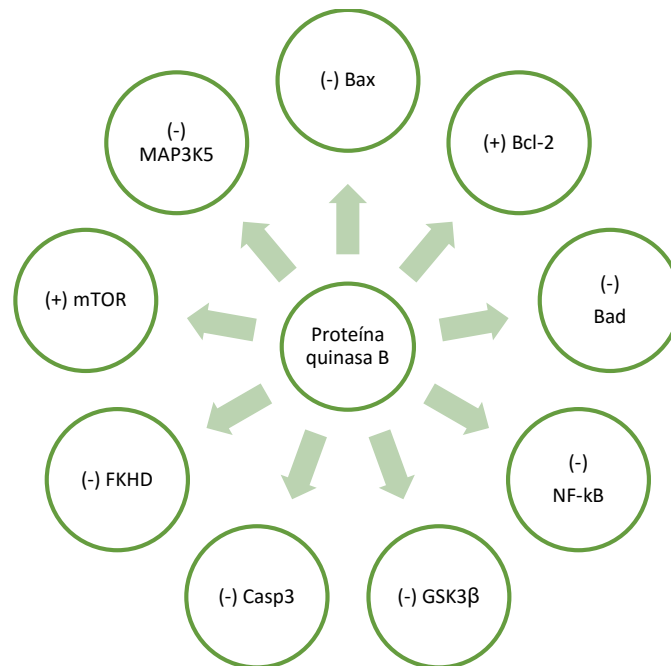 (-) Bax
(+) Bcl-2
(-)
Bad
(-)
NF-kB
(-) GSK3β
(-) Casp3
(-) FKHD
(+) mTOR
(-)
MAP3K5
Proteína
quinasa B